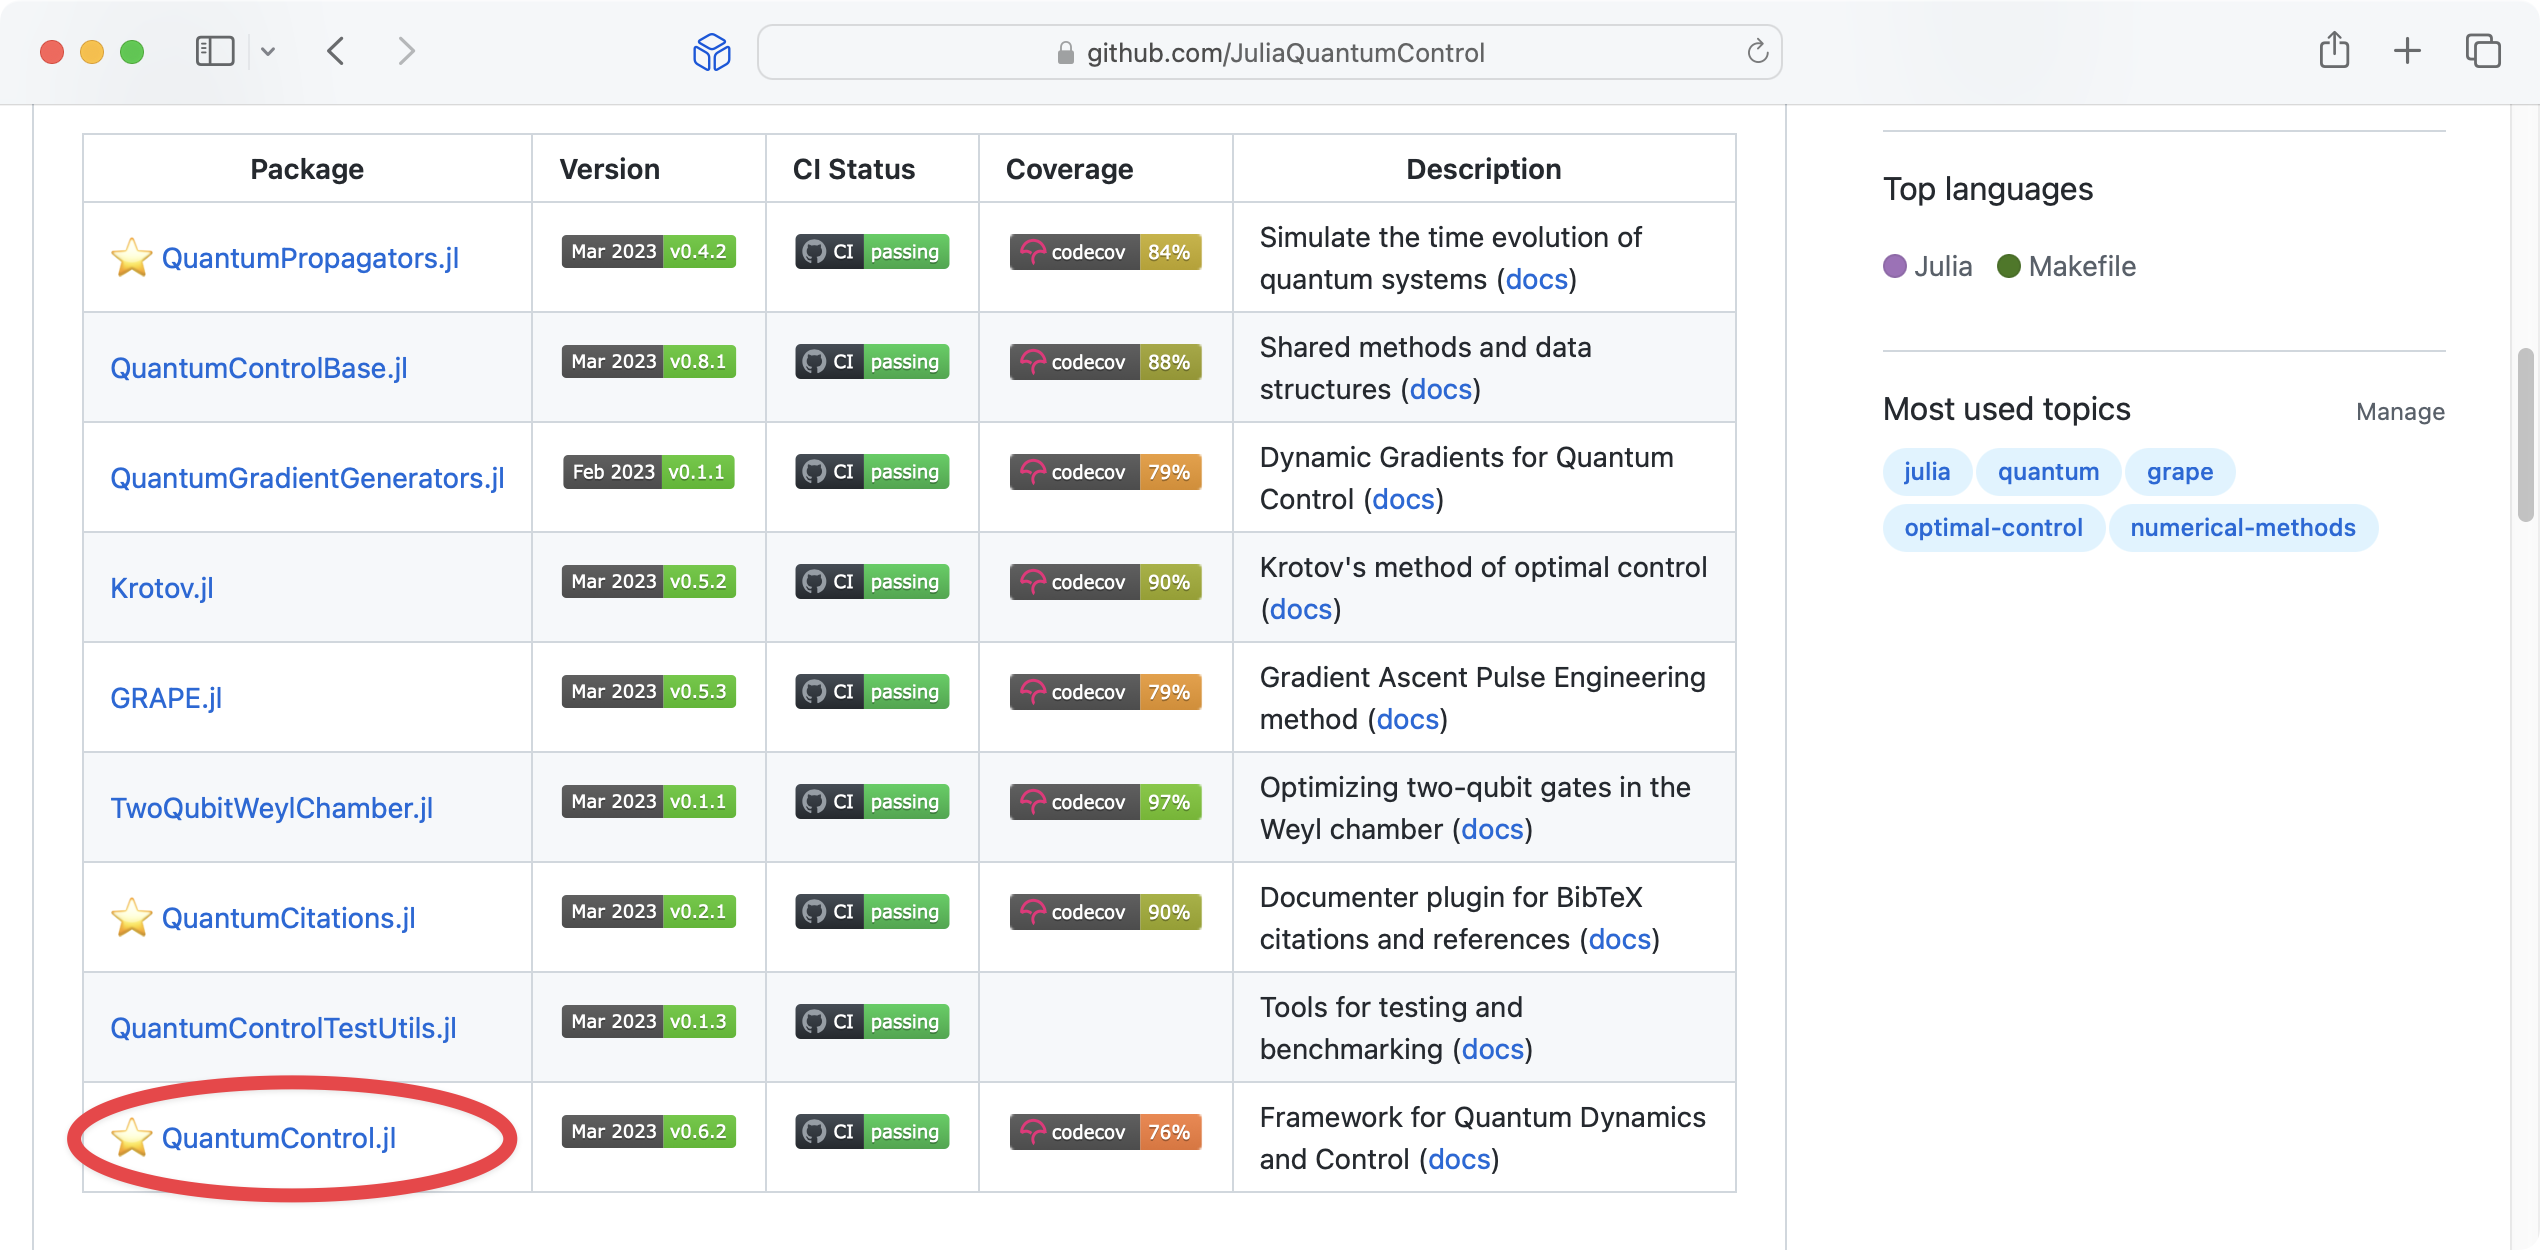 github.com/JuliaQuantumControl
Package Version CI Status Coverage Description
QuantumPropagators.jl Mar 2023 v0.4.2 CI passing codecov 84% Simulate the time evolution of
quantum systems (docs)
QuantumControlBase.jl Mar 2023 v0.8.1 CI passing codecov 88% Shared methods and data
structures (docs)
QuantumGradientGenerators.jl Feb 2023 v0.1.1 CI passing codecov 79% Dynamic Gradients for Quantum
Control (docs)
Krotov.jl Mar 2023 v0.5.2 CI passing codecov 90% Krotov's method of optimal control
(docs)
GRAPE.jl Mar 2023 v0.5.3 CI passing codecov 79% Gradient Ascent Pulse Engineering
method (docs)
TwoQubitWeylChamber.jl Mar 2023 v0.1.1 CI passing codecov 97% Optimizing two-qubit gates in the
Weyl chamber (docs)
QuantumCitations.jl Mar 2023 v0.2.1 CI passing codecov 90% Documenter plugin for BibTeX
citations and references (docs)
QuantumControlTestUtils.jl Mar 2023 v0.1.3 CI passing Tools for testing and
benchmarking (docs)
QuantumControl.jl Mar 2023 v0.6.2 CI passing codecov 76% Framework for Quantum Dynamics
and Control (docs)
Top languages
Julia Makefile
Most used topics Manage
julia quantum grape
optimal-control numerical-methods